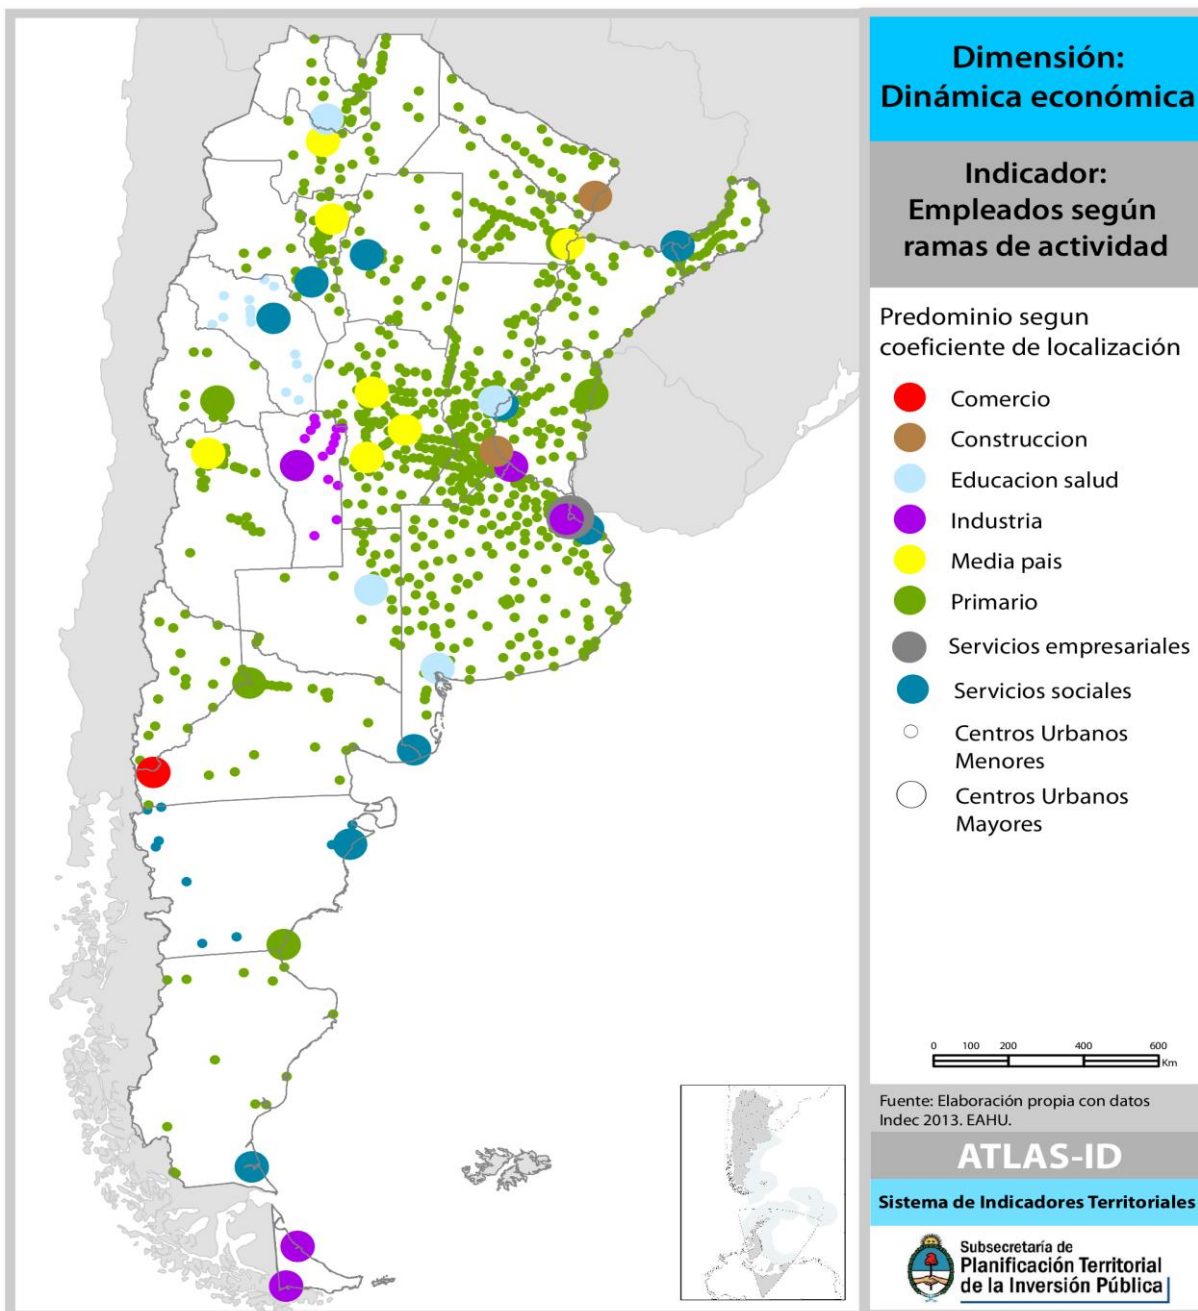 Dimensión:
Dinámica económica
Indicador:
Empleados según
ramas de actividad
Predominio segun
coeficiente de localización
Comercio
Construccion
Educacion salud
Industria
Media pais
Primario
Servicios empresariales
Servicios sociales
Centros Urbanos
Menores
Centros Urbanos
Mayores
0 100 200 400 600
Km
Fuente: Elaboración propia con datos
Indec 2013. EAHU.
ATLAS-ID
Sistema de Indicadores Territoriales
Subsecretaría de
Planificación Territorial
de la Inversión Pública